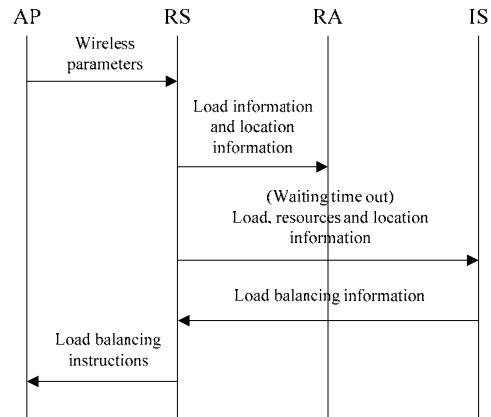 AP RS RA IS
Wireless
parameters
Load information
and location
information
(Waiting time out)
Load, resources and location
information
Load balancing information
Load balancing
instructions